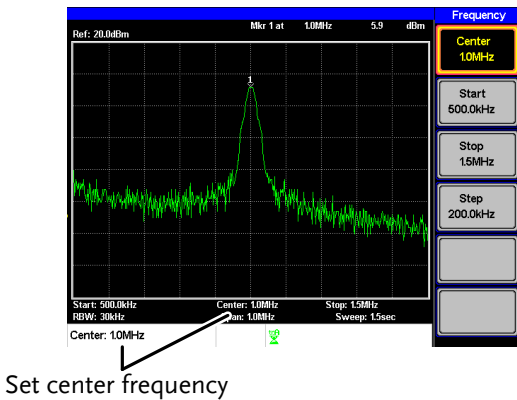 Frequency
Mkr 1 at 1.0MHz 5.9 dBm
Ref: 20.0dBm
Center
1.0MHz
1
Start
500.0kHz
Stop
1.5MHz
Step
200.0kHz
Start: 500.0kHz Center: 1.0MHz Stop: 1.5MHz
RBW: 30kHz 1.0MHz Sweep: 1.5sec
Center: 1.0MHz
Set center frequency